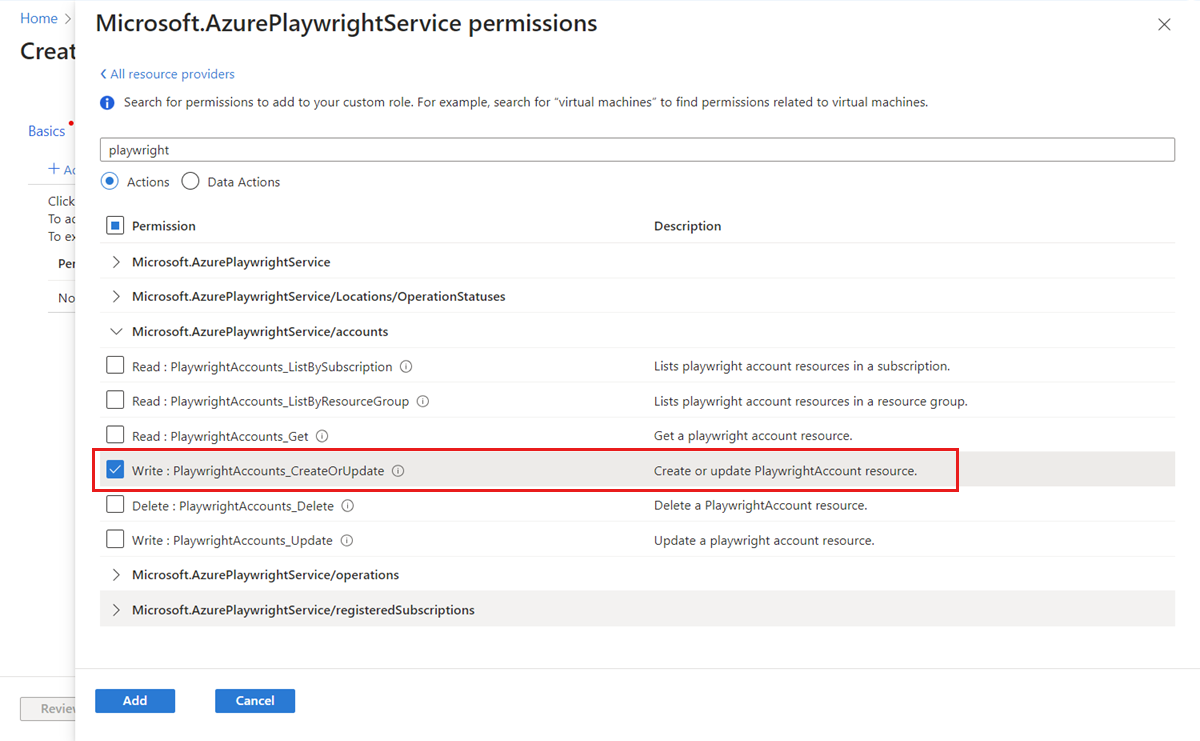 Home
Microsoft.AzurePlaywrightService permissions
Creat
All resource providers
Search for permissions to add to your custom role. For example, search for “virtual machines” to find permissions related to virtual machines.
Basics
playwright
+ Ac
Actions Data Actions
Click
To ac
To ex
Permission Description
Per
Microsoft.AzurePlaywrightService
No
Microsoft.AzurePlaywrightService/Locations/OperationStatuses
Microsoft.AzurePlaywrightService/accounts
Read : PlaywrightAccounts_ListBySubscription Lists playwright account resources in a subscription.
Read : PlaywrightAccounts_ListByResourceGroup Lists playwright account resources in a resource group.
Read : PlaywrightAccounts_Get Get a playwright account resource.
Write : PlaywrightAccounts_CreateOrUpdate Create or update PlaywrightAccount resource.
Delete : PlaywrightAccounts_Delete Delete a PlaywrightAccount resource.
Write : PlaywrightAccounts_Update Update a playwright account resource.
Microsoft.AzurePlaywrightService/operations
Microsoft.AzurePlaywrightService/registeredSubscriptions
Add Cancel
Review